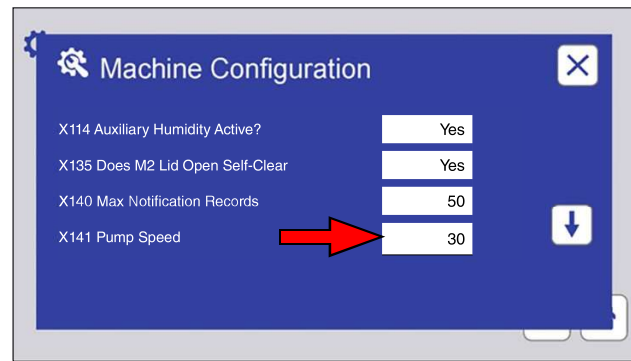 Machine Configuration
X114 Auxiliary Humidity Active? Yes
X135 Does M2 Lid Open Self-Clear Yes
X140 Max Notification Records 50
X141 Pump Speed 30